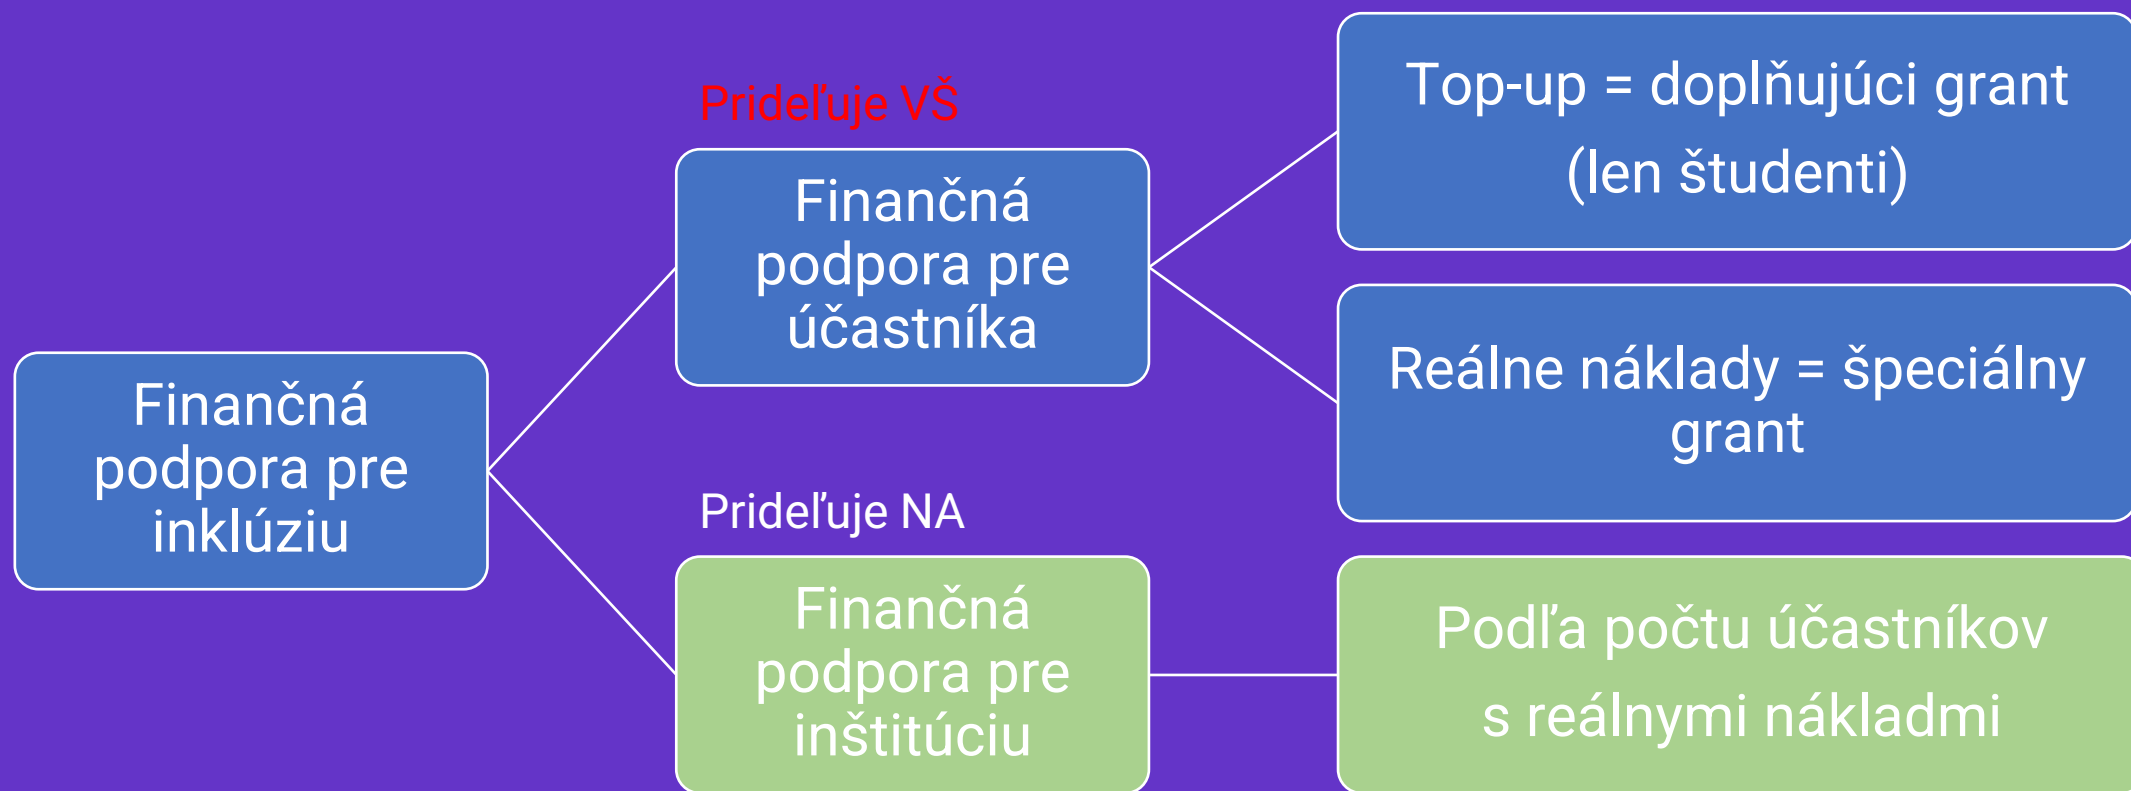 Finančná
podpora pre
inklúziu
Prideľuje VŠ
Finančná
podpora pre
účastníka
Top-up = doplňujúci grant
(len študenti)
Reálne náklady = špeciálny
grant
Prideľuje NA
Finančná
podpora pre
inštitúciu
Podľa počtu účastníkov
s reálnymi nákladmi